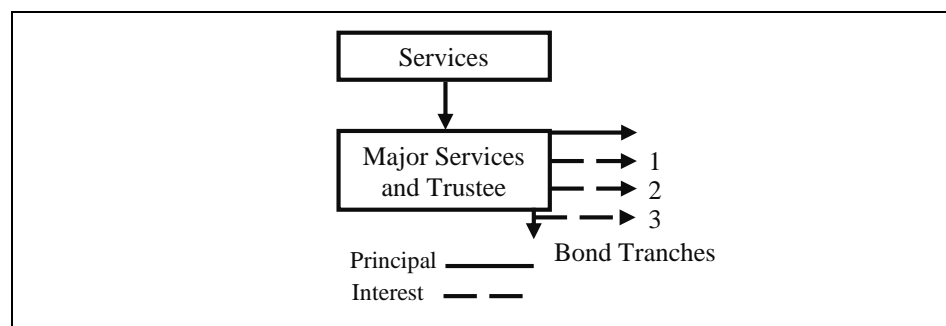 Services
Major Services
and Trustee
1
2
3
Bond Tranches
Principal
Interest